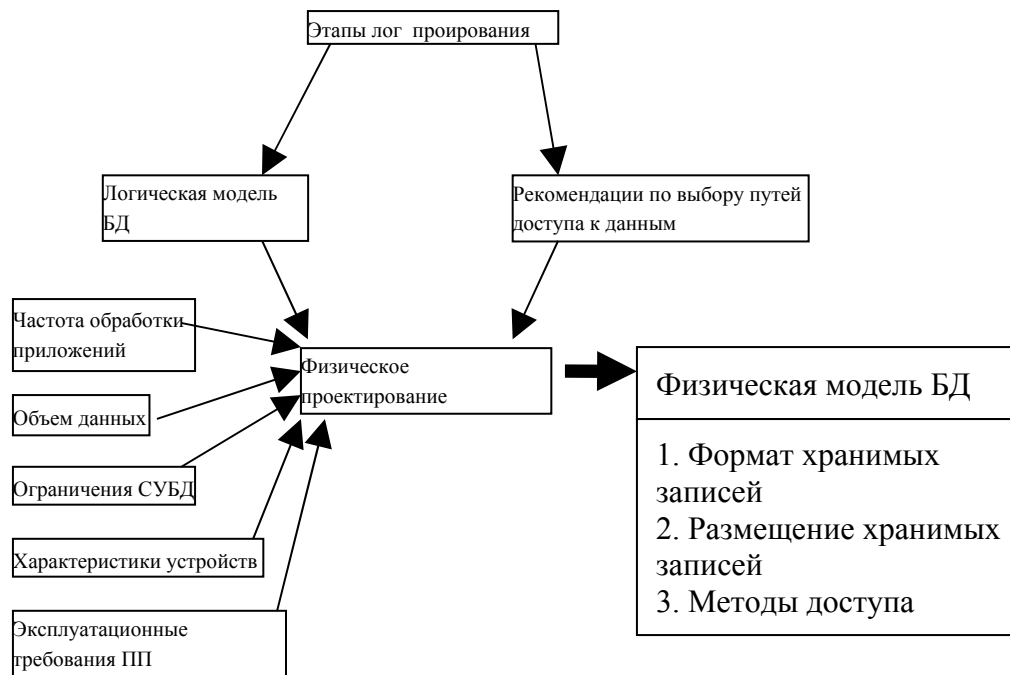 Этапы лог проирования
Логическая модель
БД
Рекомендации по выбору путей
доступа к данным
Частота обработки
приложений
Физическое
проектирование
Физическая модель БД
Объем данных
1. Формат хранимых
записей
2. Размещение хранимых
записей
3. Методы доступа
Ограничения СУБД
Характеристики устройств
Эксплуатационные
требования ПП